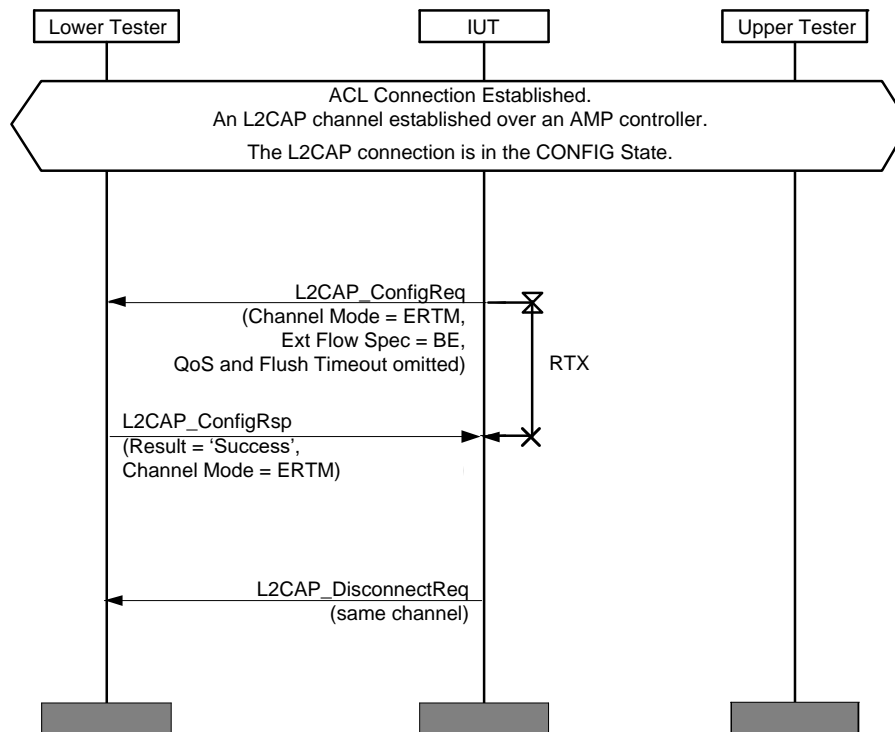 Lower Tester
IUT
Upper Tester
ACL Connection Established.
An L2CAP channel established over an AMP controller.
The L2CAP connection is in the CONFIG State.
L2CAP_ConfigReq
(Channel Mode = ERTM,
Ext Flow Spec = BE,
QoS and Flush Timeout omitted)
RTX
L2CAP_ConfigRsp
(Result = ‘Success’,
Channel Mode = ERTM)
L2CAP_DisconnectReq
(same channel)